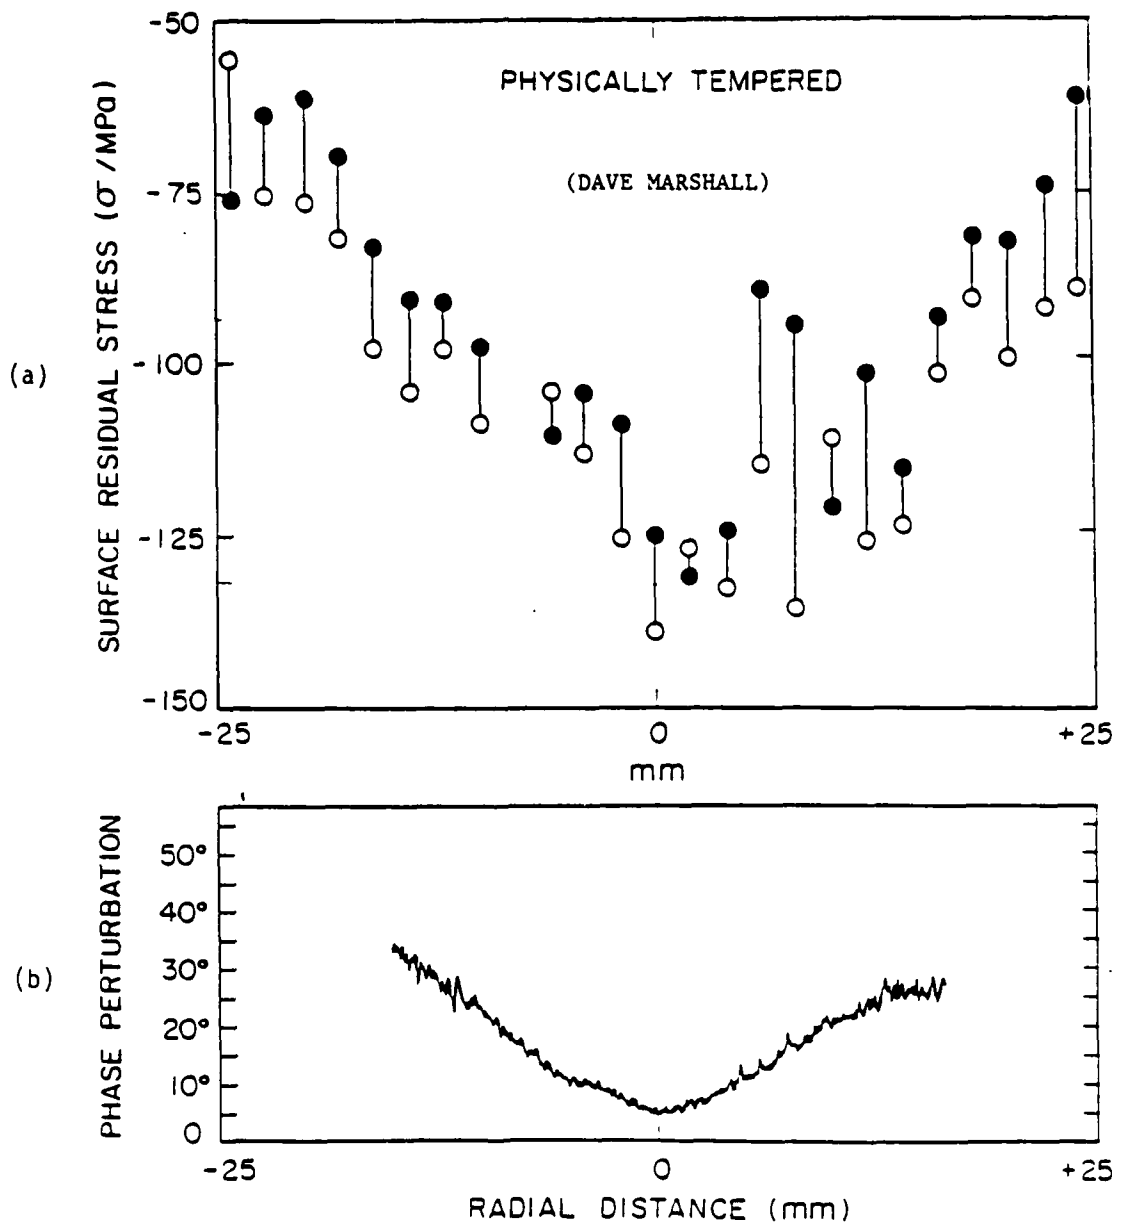 PHYSICALLY TEMPERED
(DAVE MARSHALL)
(a)
SURFACE RESIDUAL STRESS (σ/MPa)
-50
-75
-100
-125
-150
-25
0
+25
mm
(b)
PHASE PERTURBATION
50°
40°
30°
20°
10°
0
-25
0
+25
RADIAL DISTANCE (mm)